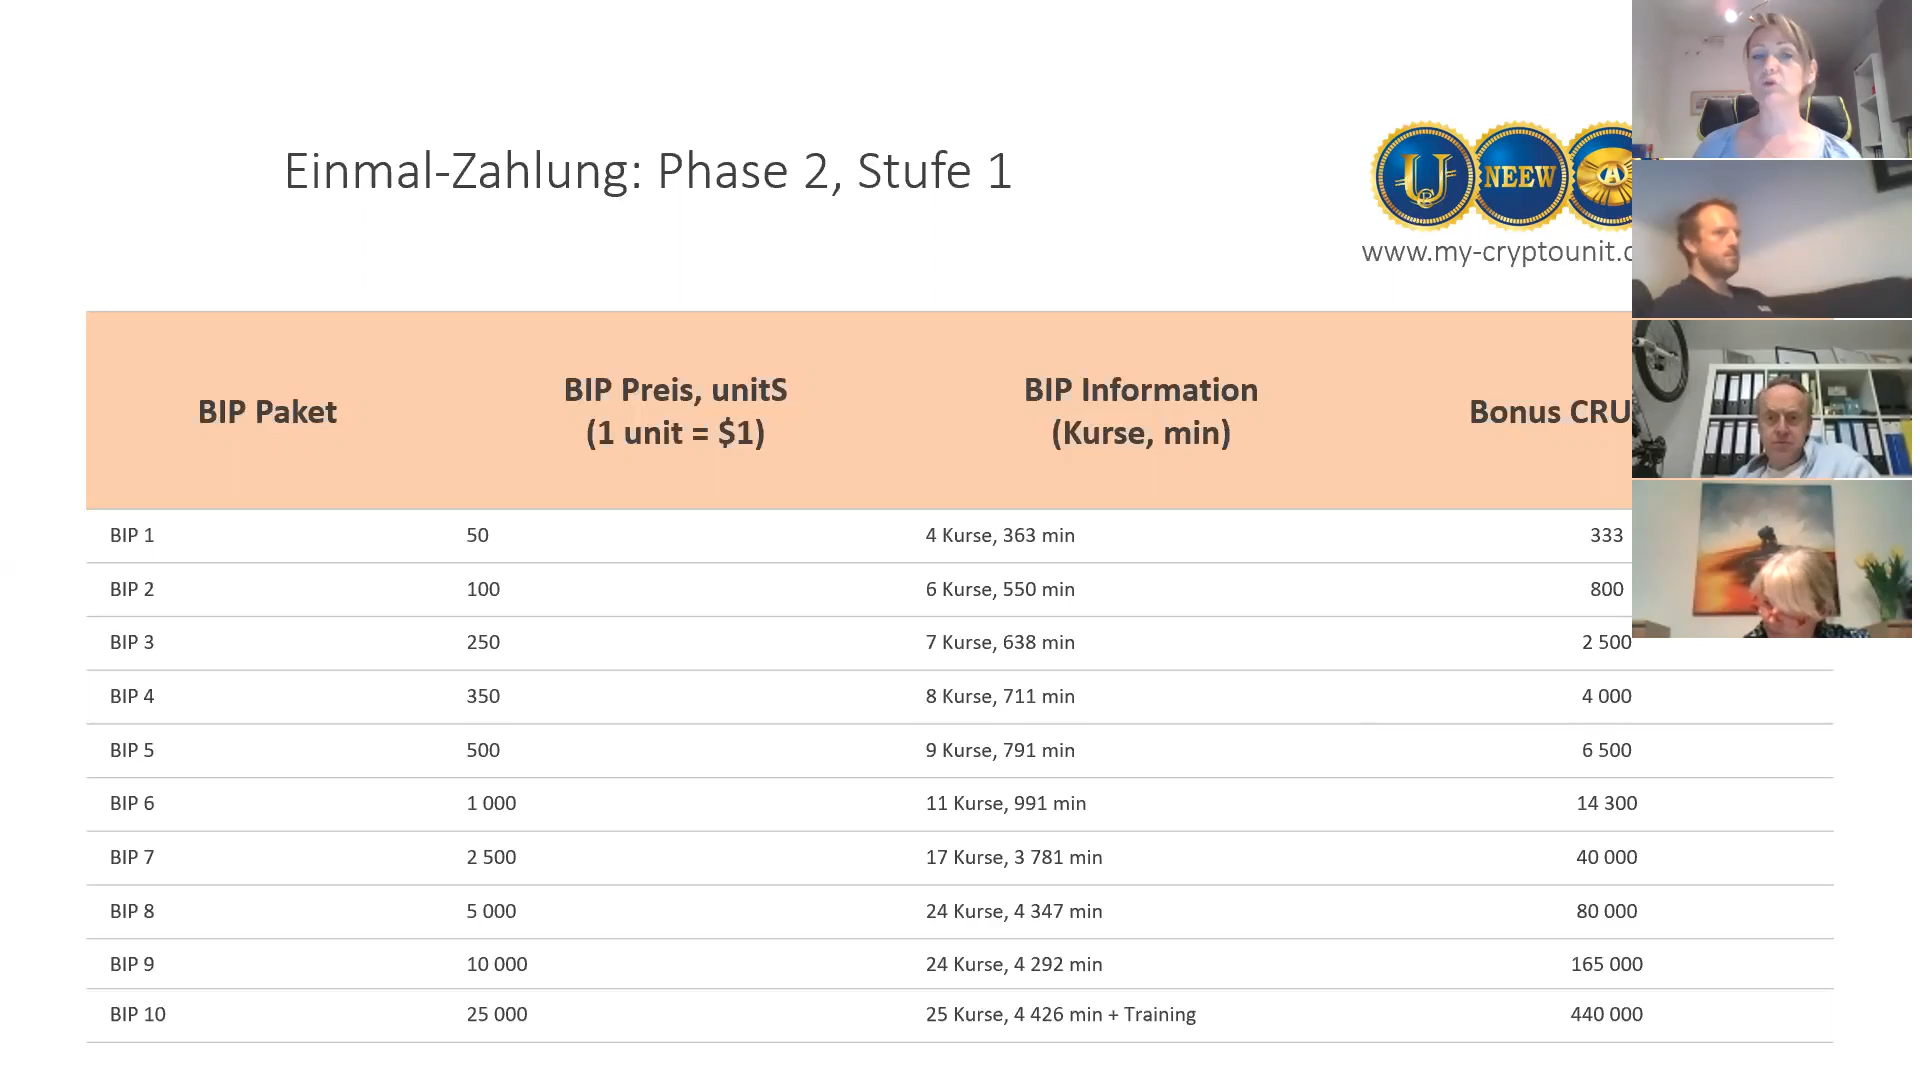 Einmal-Zahlung: Phase 2, Stufe 1
NEEW
A
www.my-cryptounit.
BIP Paket
BIP Preis, unitS
(1 unit = $1)
BIP Information
(Kurse, min)
Bonus CRU
BIP 1 50 4 Kurse, 363 min 333
BIP 2 100 6 Kurse, 550 min 800
BIP 3 250 7 Kurse, 638 min 2 500
BIP 4 350 8 Kurse, 711 min 4 000
BIP 5 500 9 Kurse, 791 min 6 500
BIP 6 1 000 11 Kurse, 991 min 14 300
BIP 7 2 500 17 Kurse, 3 781 min 40 000
BIP 8 5 000 24 Kurse, 4 347 min 80 000
BIP 9 10 000 24 Kurse, 4 292 min 165 000
BIP 10 25 000 25 Kurse, 4 426 min + Training 440 000